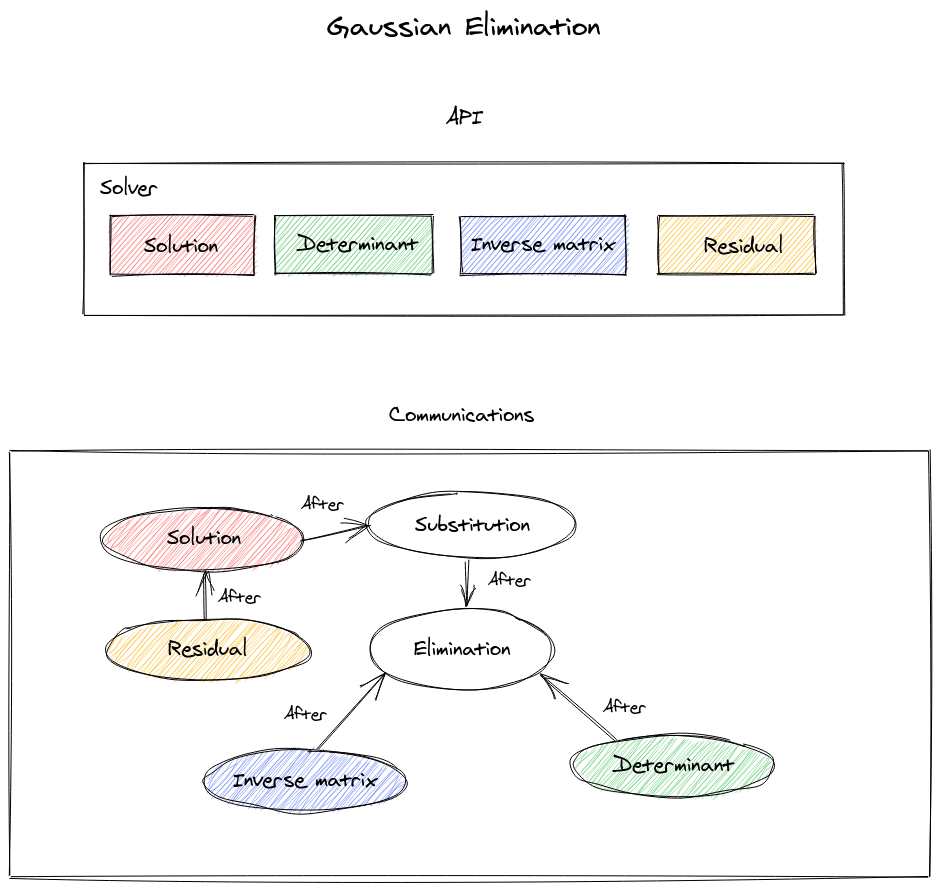 Gaussian Elimination
API
Solver
Solution
Determinant
Inverse matrix
Residual
Communications
After
Solution
Substitution
After
After
Residual
Elimination
After
After
Inverse matrix
Determinant